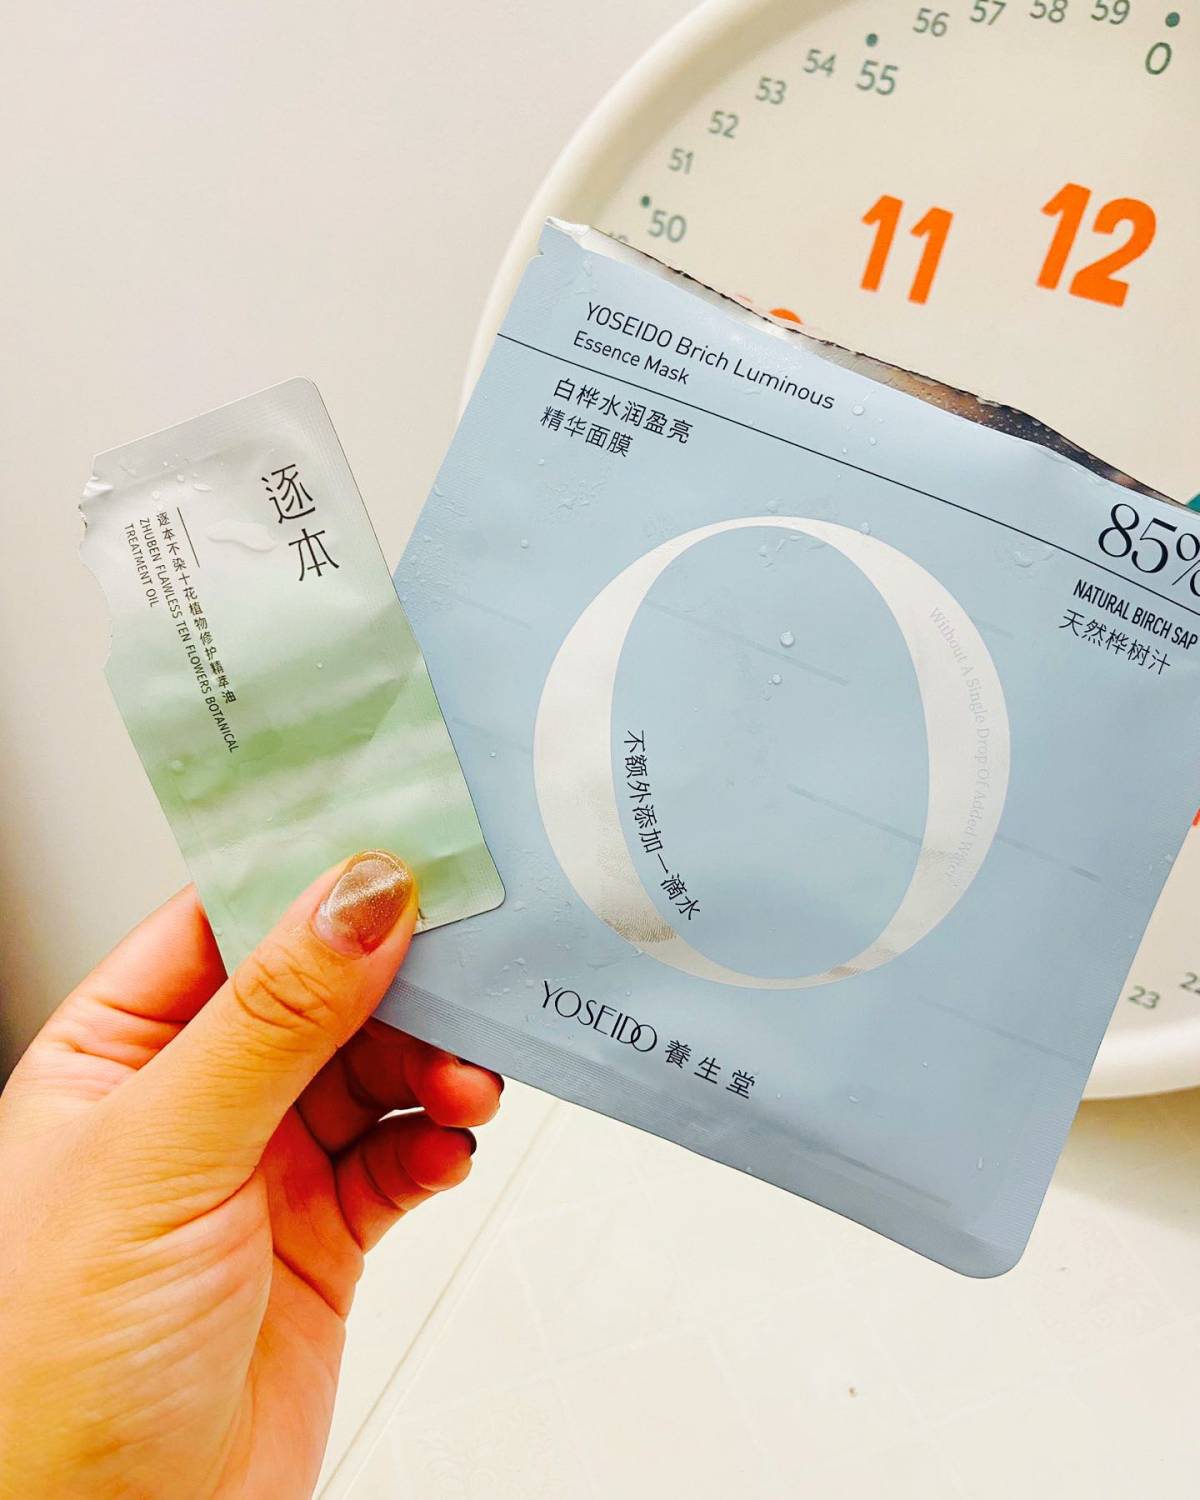 56 57 58 59
0
54 55
53
52
51
50
11 12
YOSEIDO Brich Luminous
Essence Mask
白桦水润盈亮
精华面膜
85%
NATURAL BIRCH SAP
天然桦树汁
Without A Single Drop Of Added Water
不额外添加一滴水
YOSEIDO 養生堂
逐本
逐本不染十花植物修护精萃油
ZHUBEN FLAWLESS TEN FLOWERS BOTANICAL
TREATMENT OIL
23